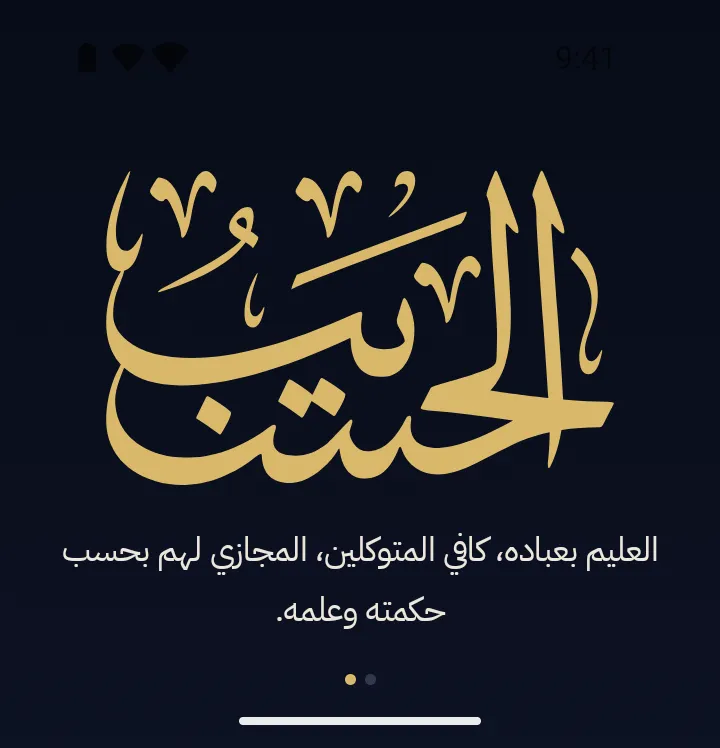 9:41
الحسيب
العليم بعباده، كافي المتوكلين، المجازي لهم بحسب
حكمته وعلمه.